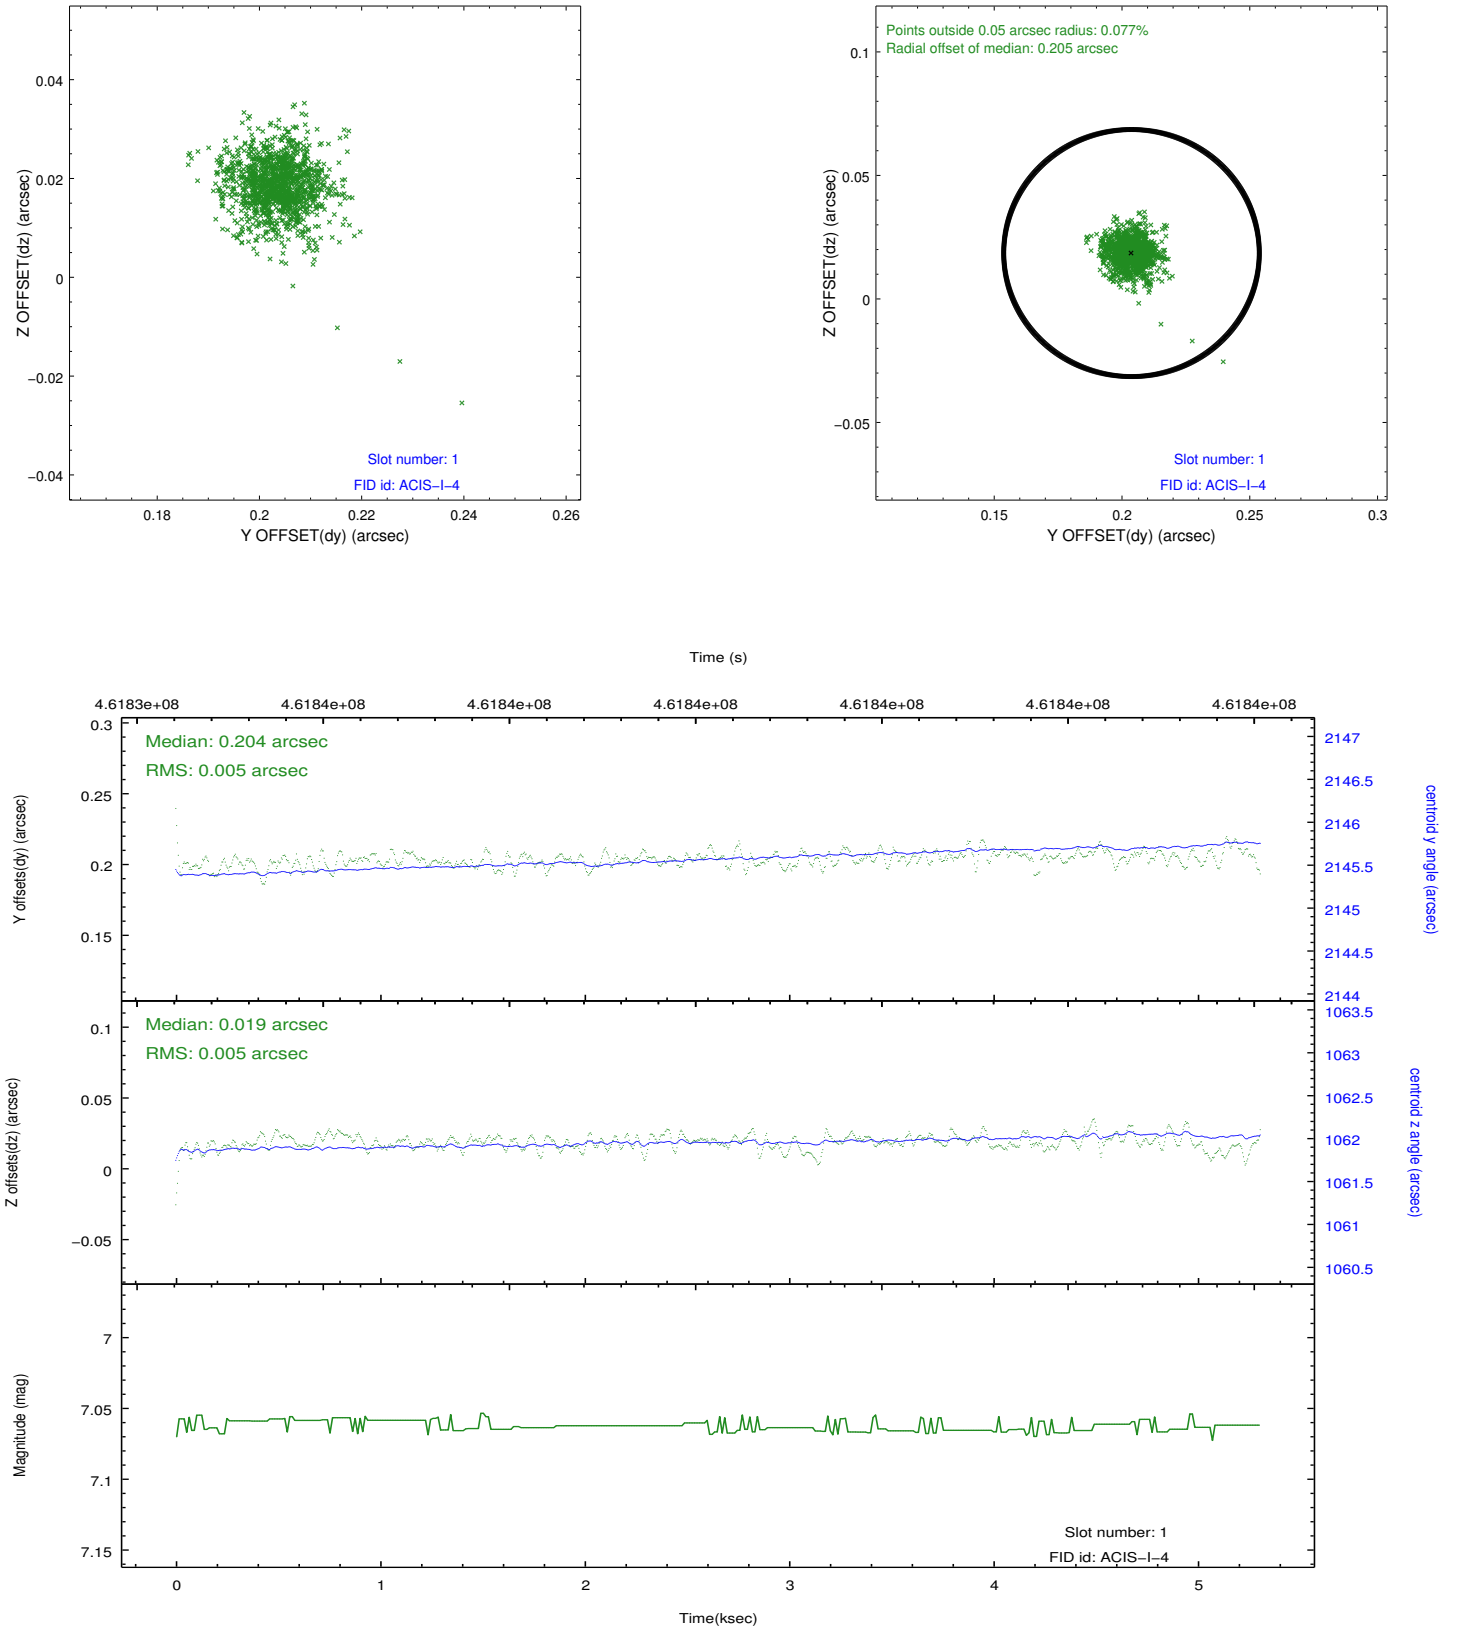 0.04
0.02
0
−0.02
−0.04
Z OFFSET(dz) (arcsec)
Slot number: 1
FID id: ACIS−I−4
0.18
0.2
0.22
0.24
0.26
Y OFFSET(dy) (arcsec)
Points outside 0.05 arcsec radius: 0.077%
Radial offset of median: 0.205 arcsec
0.1
0.05
0
−0.05
Z OFFSET(dz) (arcsec)
Slot number: 1
FID id: ACIS−I−4
0.15
0.2
0.25
0.3
Y OFFSET(dy) (arcsec)
Time (s)
4.6183e+08 4.6184e+08 4.6184e+08 4.6184e+08 4.6184e+08 4.6184e+08 4.6184e+08
Median: 0.204 arcsec
RMS: 0.005 arcsec
0.3
0.25
0.2
0.15
Y offsets(dy) (arcsec)
2147
2146.5
2146
2145.5
2145
2144.5
2144
centroid y angle (arcsec)
Median: 0.019 arcsec
RMS: 0.005 arcsec
0.1
0.05
0
−0.05
Z offsets(dz) (arcsec)
1063.5
1063
1062.5
1062
1061.5
1061
1060.5
centroid z angle (arcsec)
7
7.05
7.1
7.15
Magnitude (mag)
Slot number: 1
FID id: ACIS−I−4
0 1 2 3 4 5
Time(ksec)